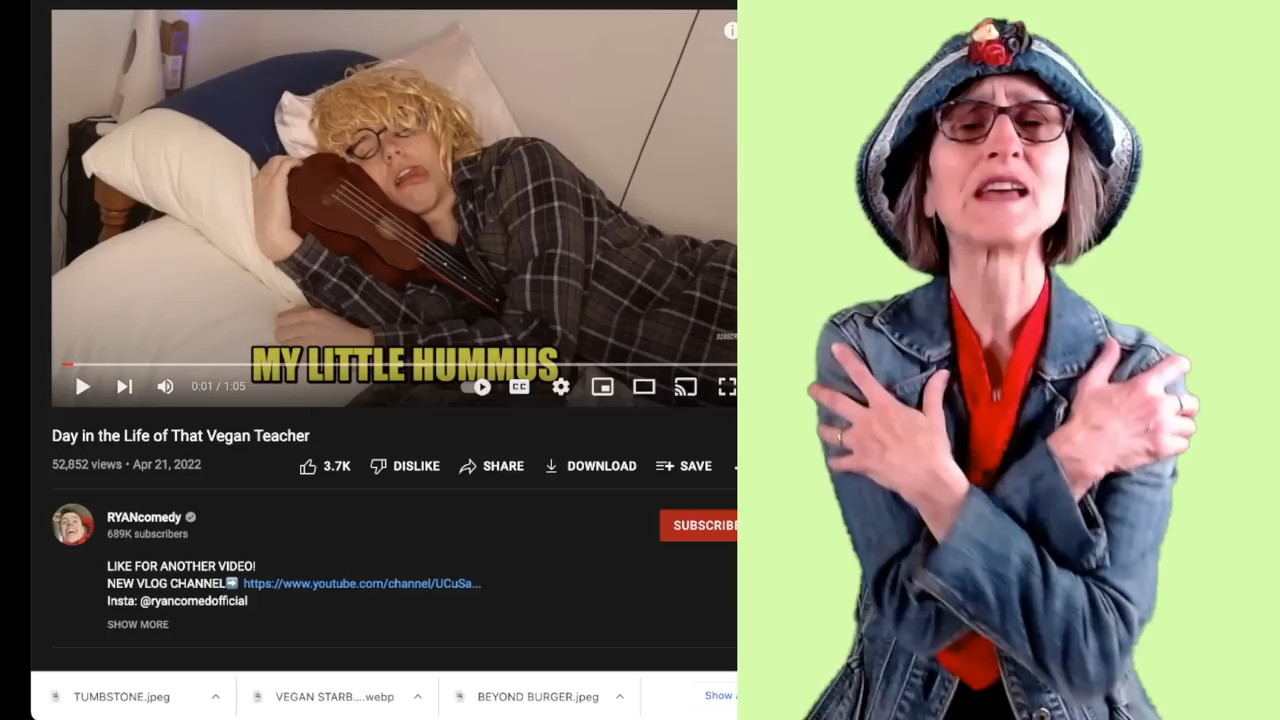 MY LITTLE HUMMUS
0:01 / 1:05
CC
Day in the Life of That Vegan Teacher
52,852 views • Apr 21, 2022
3.7K
DISLIKE
SHARE
DOWNLOAD
SAVE
RYANcomedy
689K subscribers
SUBSCRIBE
LIKE FOR ANOTHER VIDEO!
NEW VLOG CHANNEL➡️ https://www.youtube.com/channel/UCuSa...
Insta: @ryancomedofficial
SHOW MORE
TUMBSTONE.jpeg
VEGAN STARB....webp
BEYOND BURGER.jpeg
Show